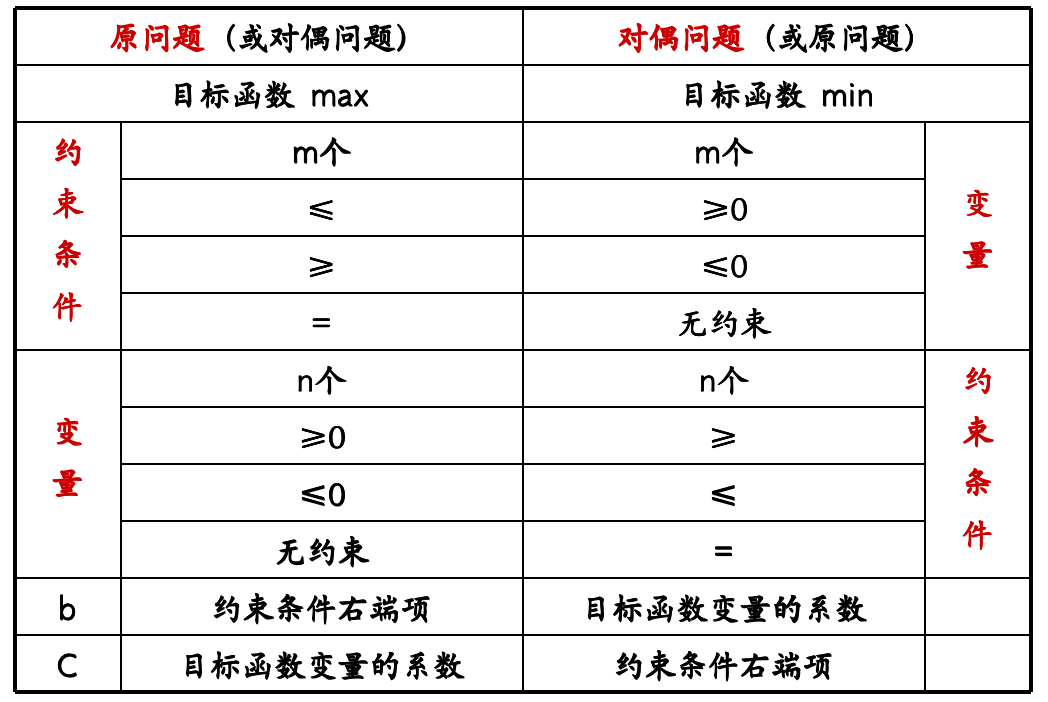 原问题（或对偶问题） 对偶问题（或原问题）
目标函数 max 目标函数 min
约束条件 m个 m个 变量
≤ ≥0
≥ ≤0
= 无约束
变量 n个 n个 约束条件
≥0 ≥
≤0 ≤
无约束 =
b 约束条件右端项 目标函数变量的系数
C 目标函数变量的系数 约束条件右端项